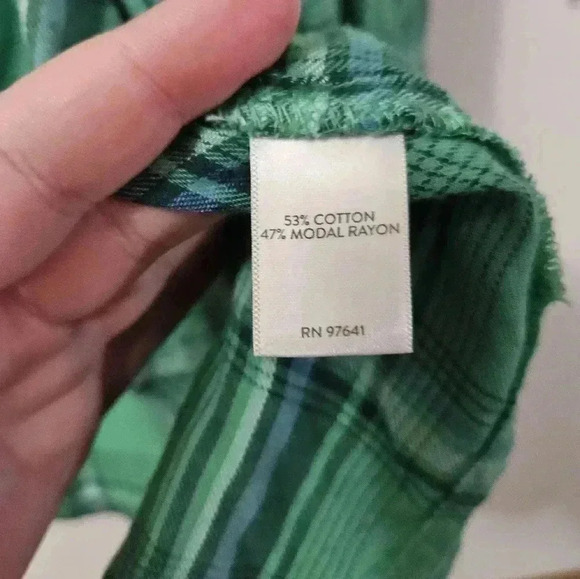 53% COTTON
47% MODAL RAYON
RN 97641